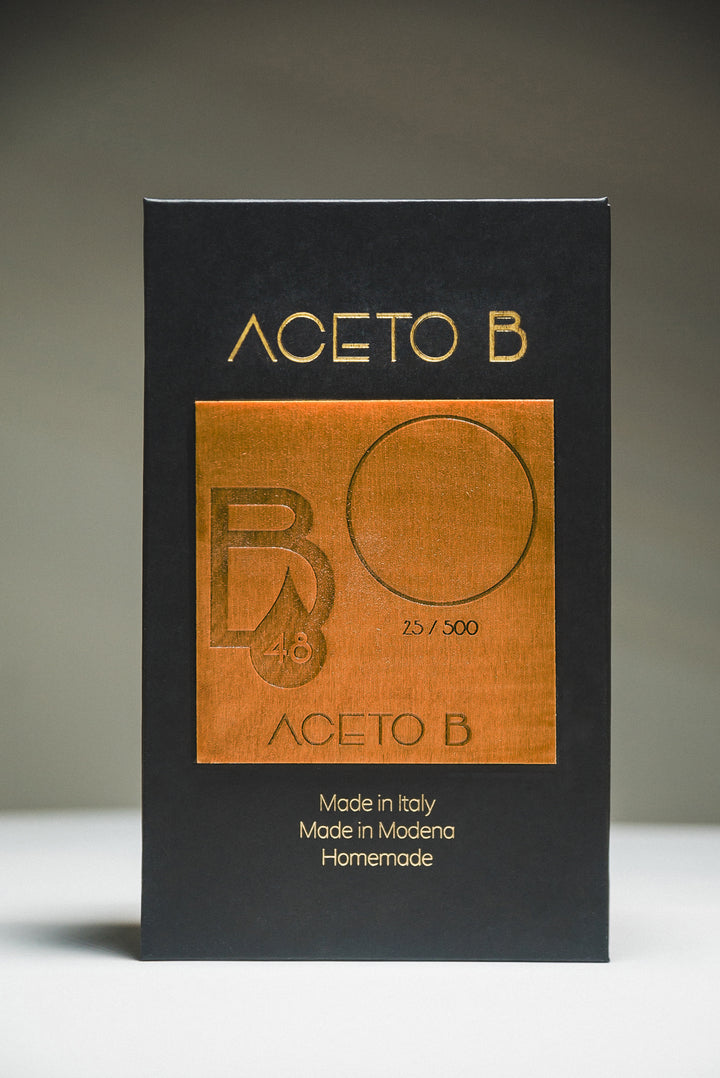 ACETO B
B
48
25 / 500
ACETO B
Made in Italy
Made in Modena
Homemade